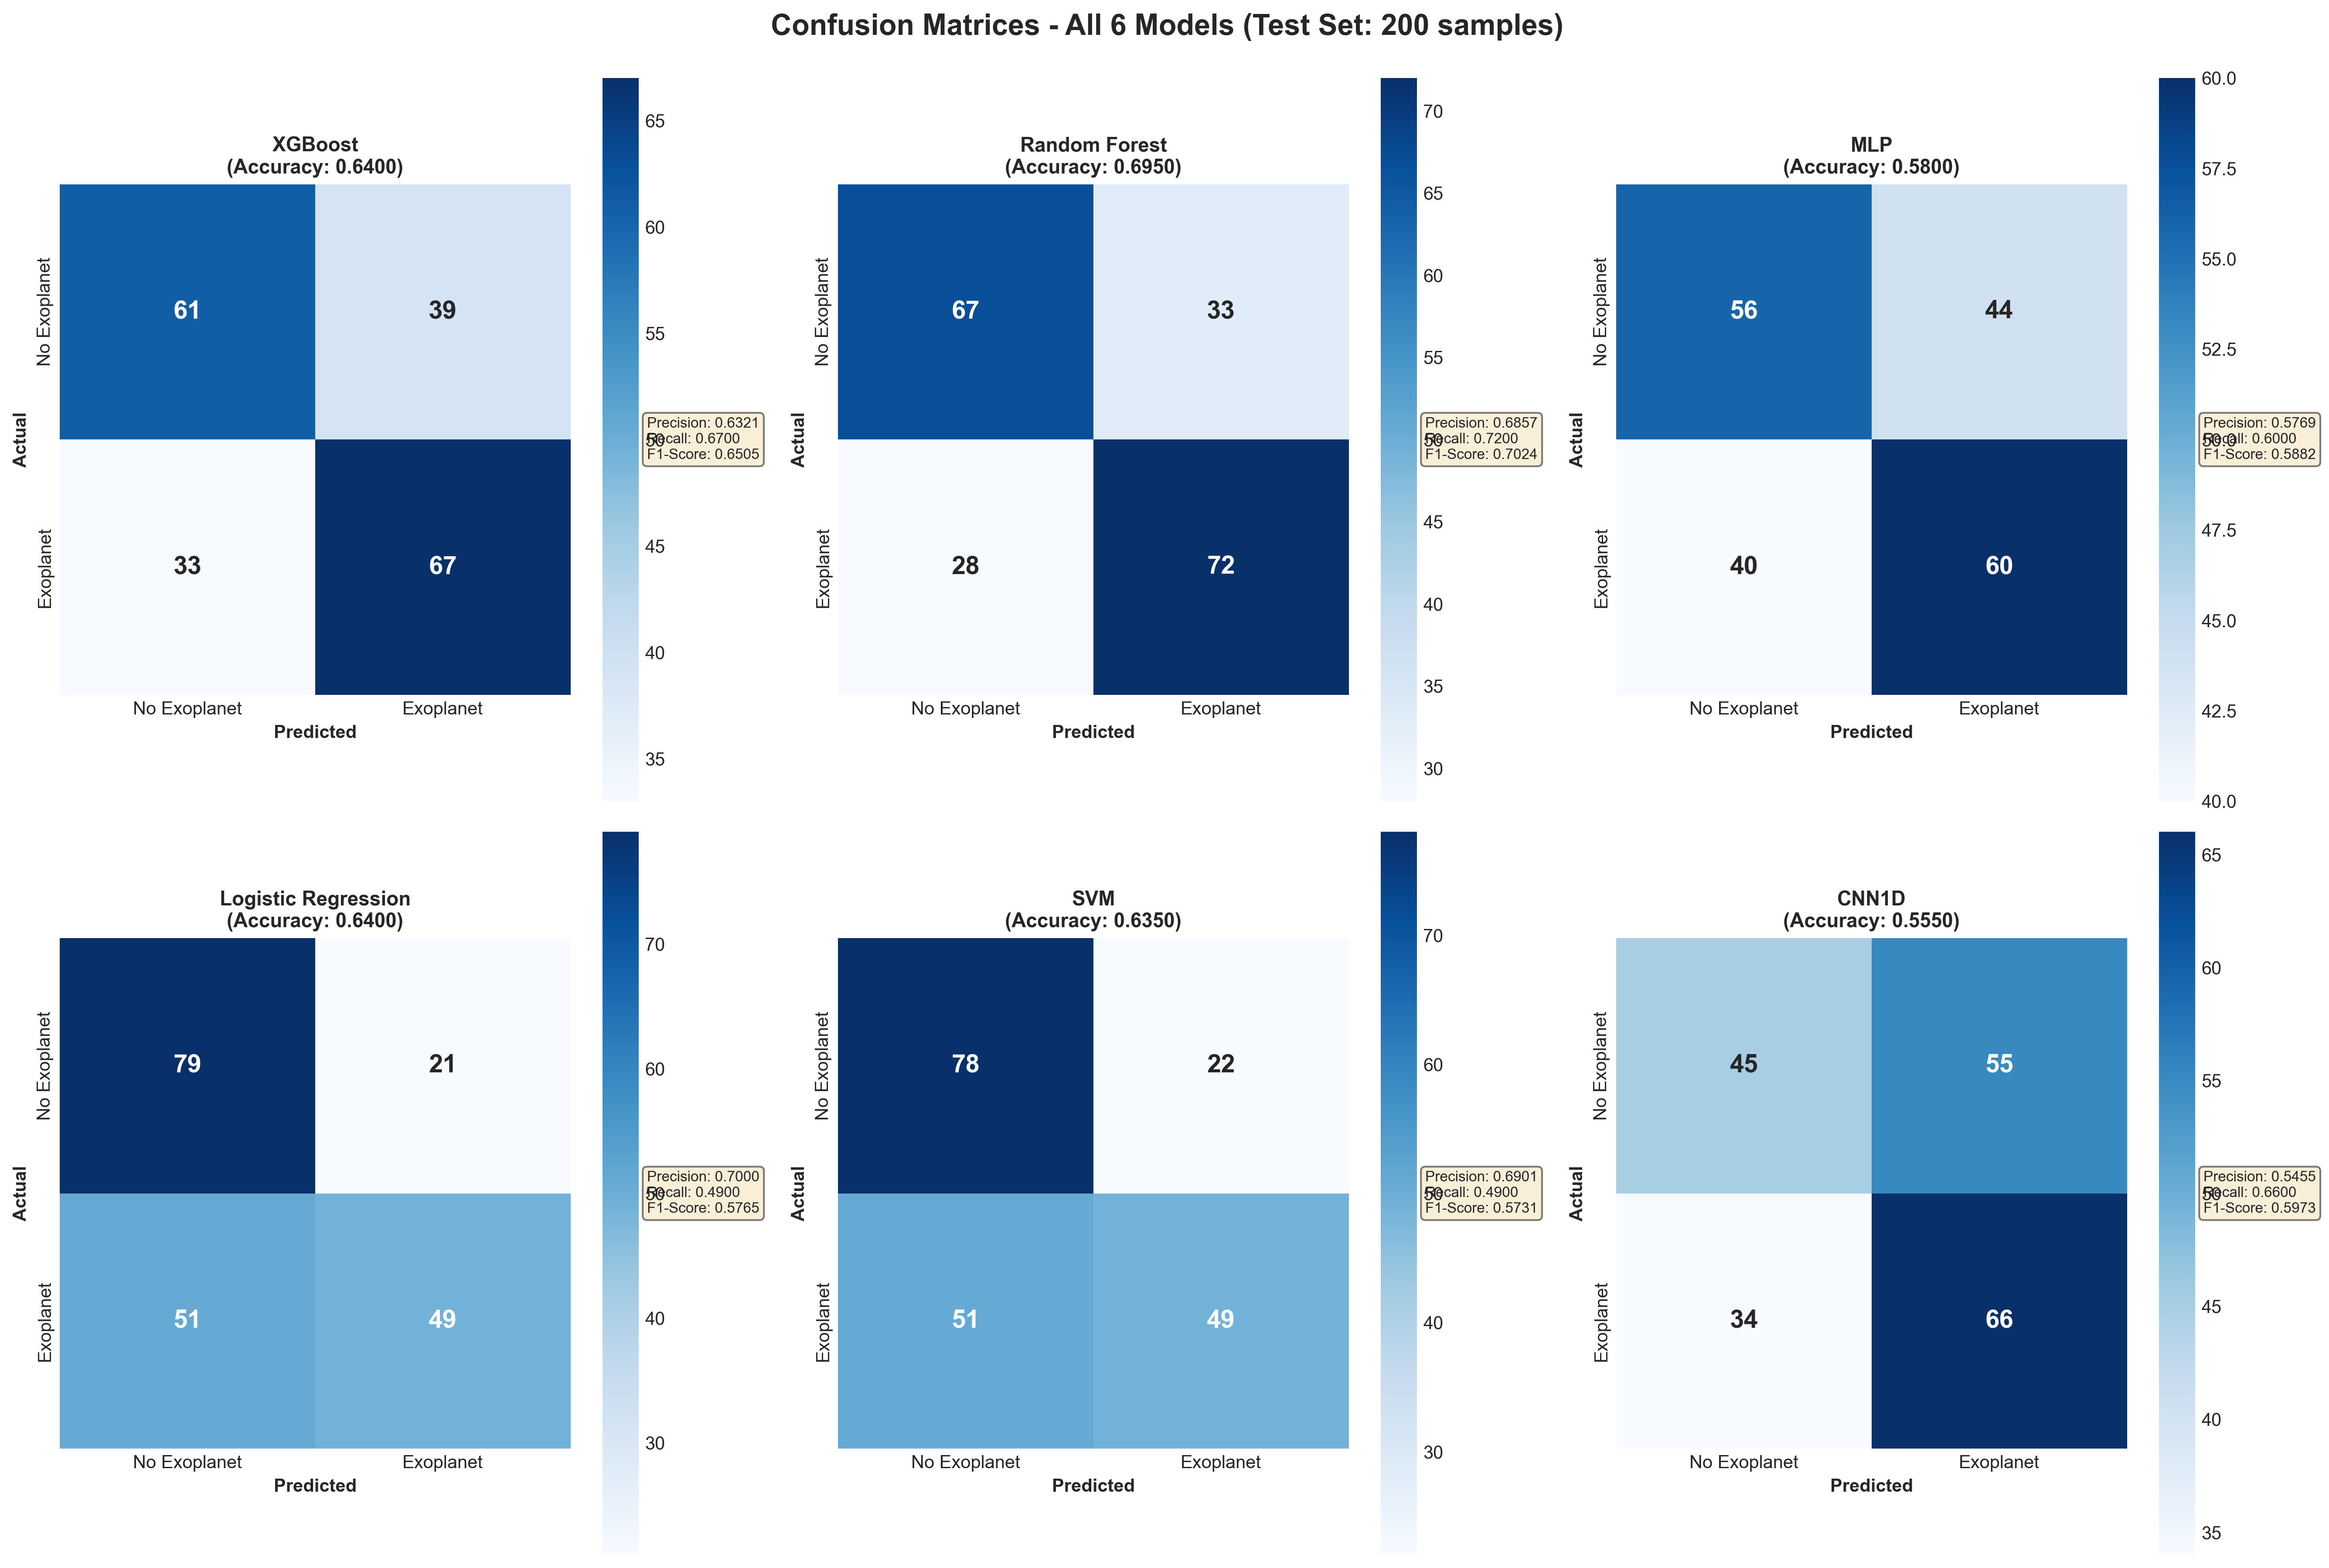 Confusion Matrices - All 6 Models (Test Set: 200 samples)
XGBoost
(Accuracy: 0.6400)
Actual
No Exoplanet
Exoplanet
61
39
33
67
No Exoplanet
Exoplanet
Predicted
65
60
55
50
45
40
35
Precision: 0.6321
Recall: 0.6700
F1-Score: 0.6505
Random Forest
(Accuracy: 0.6950)
Actual
No Exoplanet
Exoplanet
67
33
28
72
No Exoplanet
Exoplanet
Predicted
70
65
60
55
50
45
40
35
30
Precision: 0.6857
Recall: 0.7200
F1-Score: 0.7024
MLP
(Accuracy: 0.5800)
Actual
No Exoplanet
Exoplanet
56
44
40
60
No Exoplanet
Exoplanet
Predicted
60.0
57.5
55.0
52.5
50.0
47.5
45.0
42.5
40.0
Precision: 0.5769
Recall: 0.6000
F1-Score: 0.5882
Logistic Regression
(Accuracy: 0.6400)
Actual
No Exoplanet
Exoplanet
79
21
51
49
No Exoplanet
Exoplanet
Predicted
70
60
50
40
30
Precision: 0.7000
Recall: 0.4900
F1-Score: 0.5765
SVM
(Accuracy: 0.6350)
Actual
No Exoplanet
Exoplanet
78
22
51
49
No Exoplanet
Exoplanet
Predicted
70
60
50
40
30
Precision: 0.6901
Recall: 0.4900
F1-Score: 0.5731
CNN1D
(Accuracy: 0.5550)
Actual
No Exoplanet
Exoplanet
45
55
34
66
No Exoplanet
Exoplanet
Predicted
65
60
55
50
45
40
35
Precision: 0.5455
Recall: 0.6600
F1-Score: 0.5973